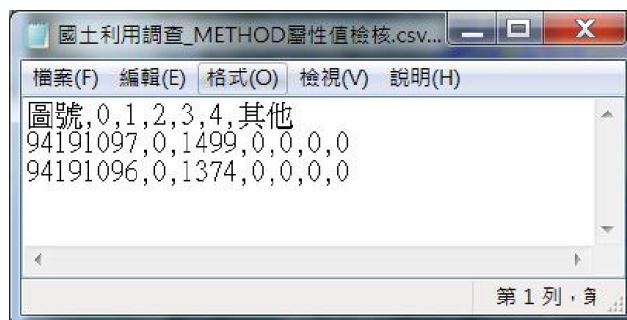 國土利用調查_METHOD屬性值檢核.csv...
檔案(F) 編輯(E) 格式(O) 檢視(V) 說明(H)
圖號,0,1,2,3,4,其他
94191097,0,1499,0,0,0,0
94191096,0,1374,0,0,0,0
第 1 列，